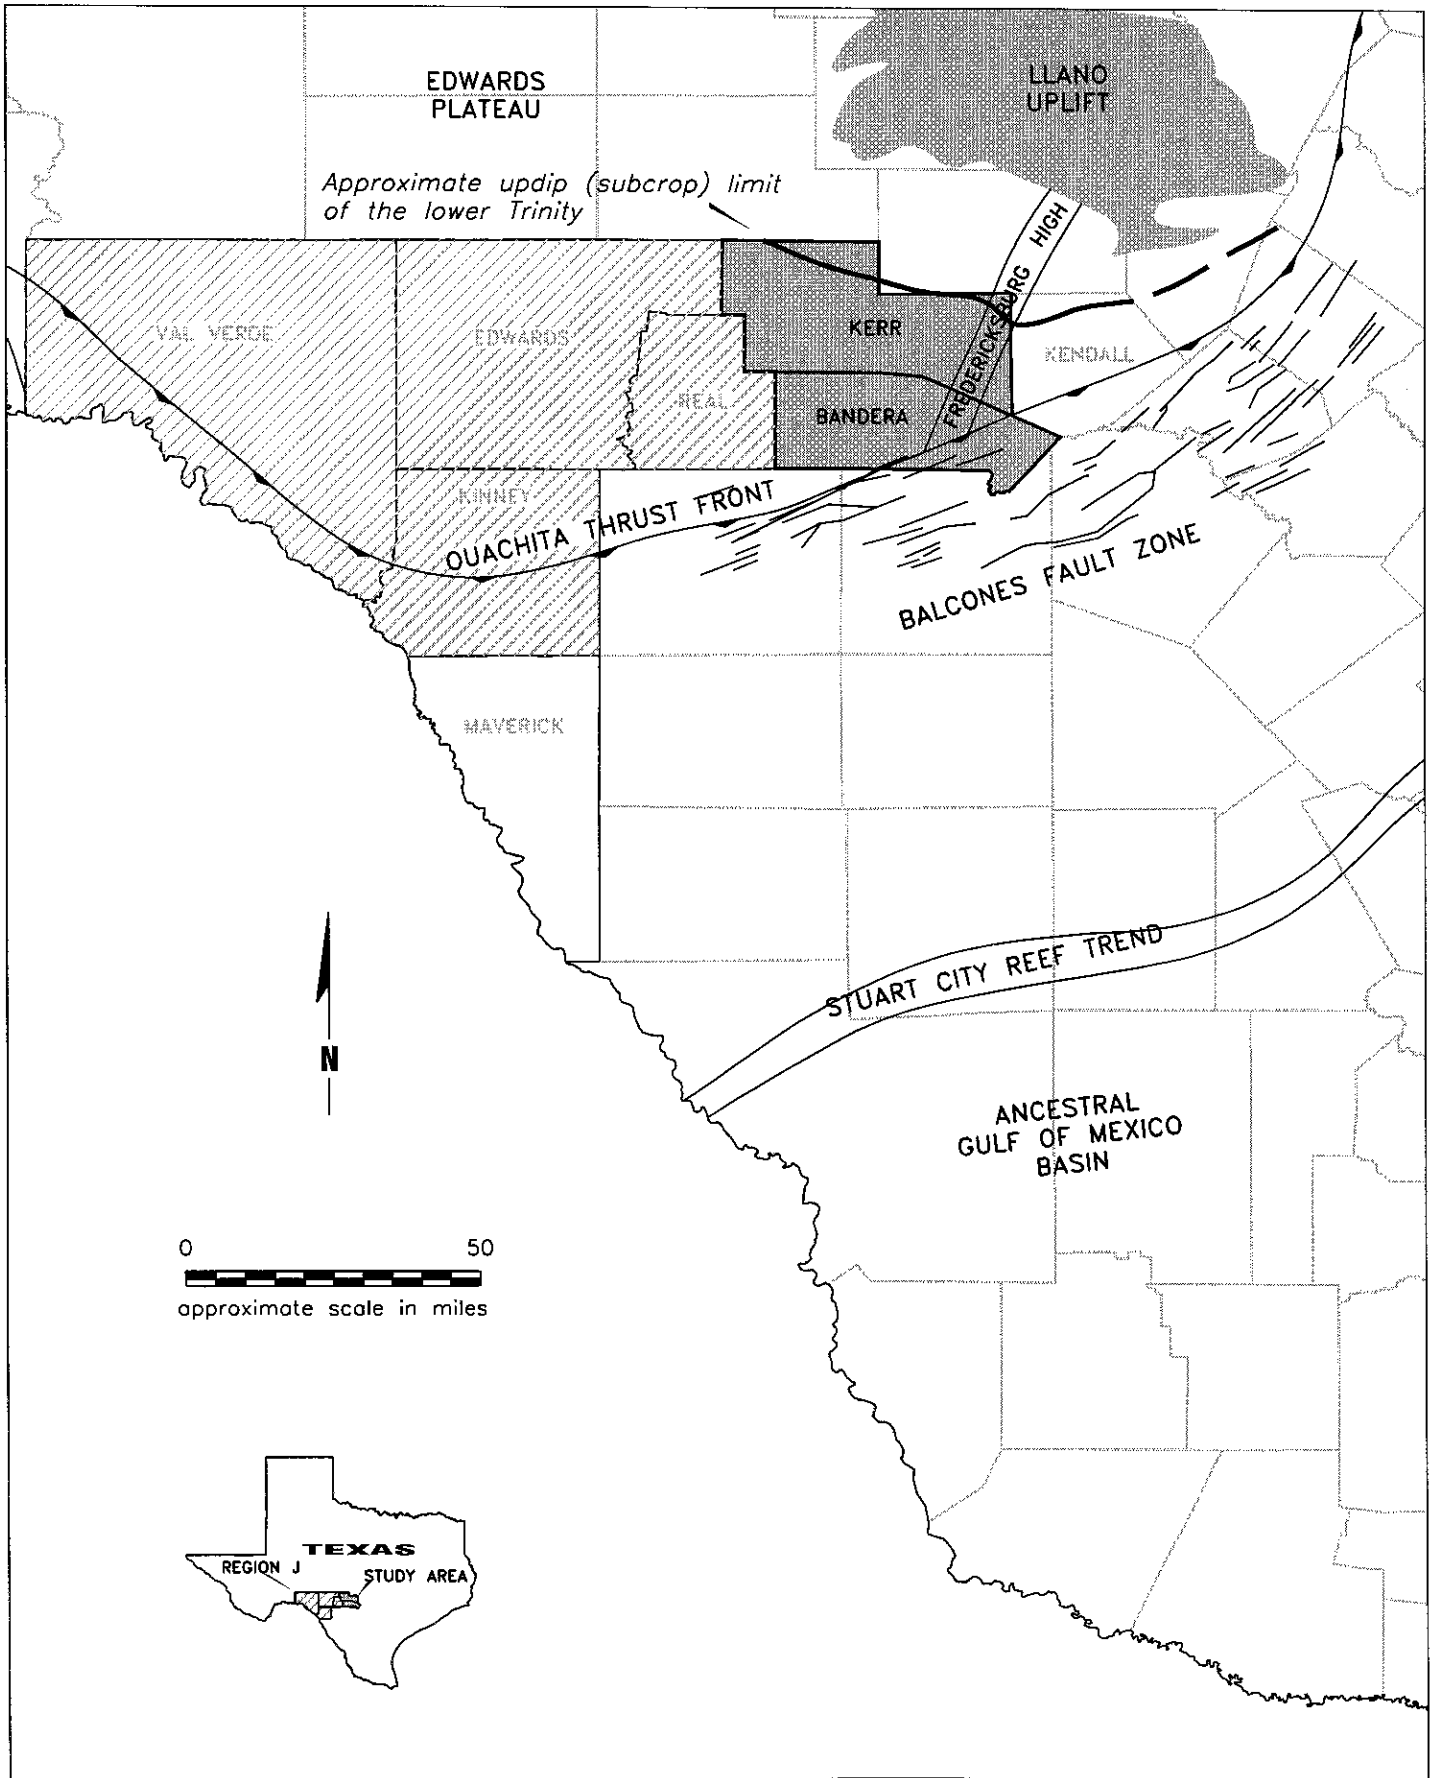 EDWARDS
PLATEAU
LLANO
UPLIFT
Approximate updip (subcrop) limit
of the lower Trinity
FREDERICKSBURG HIGH
VAL VERDE
EDWARDS
KERR
KENDALL
REAL
BANDERA
KINNEY
OUACHITA THRUST FRONT
BALCONES FAULT ZONE
MAVERICK
STUART CITY REEF TREND
N
ANCESTRAL
GULF OF MEXICO
BASIN
0 50
approximate scale in miles
TEXAS
REGION J
STUDY AREA